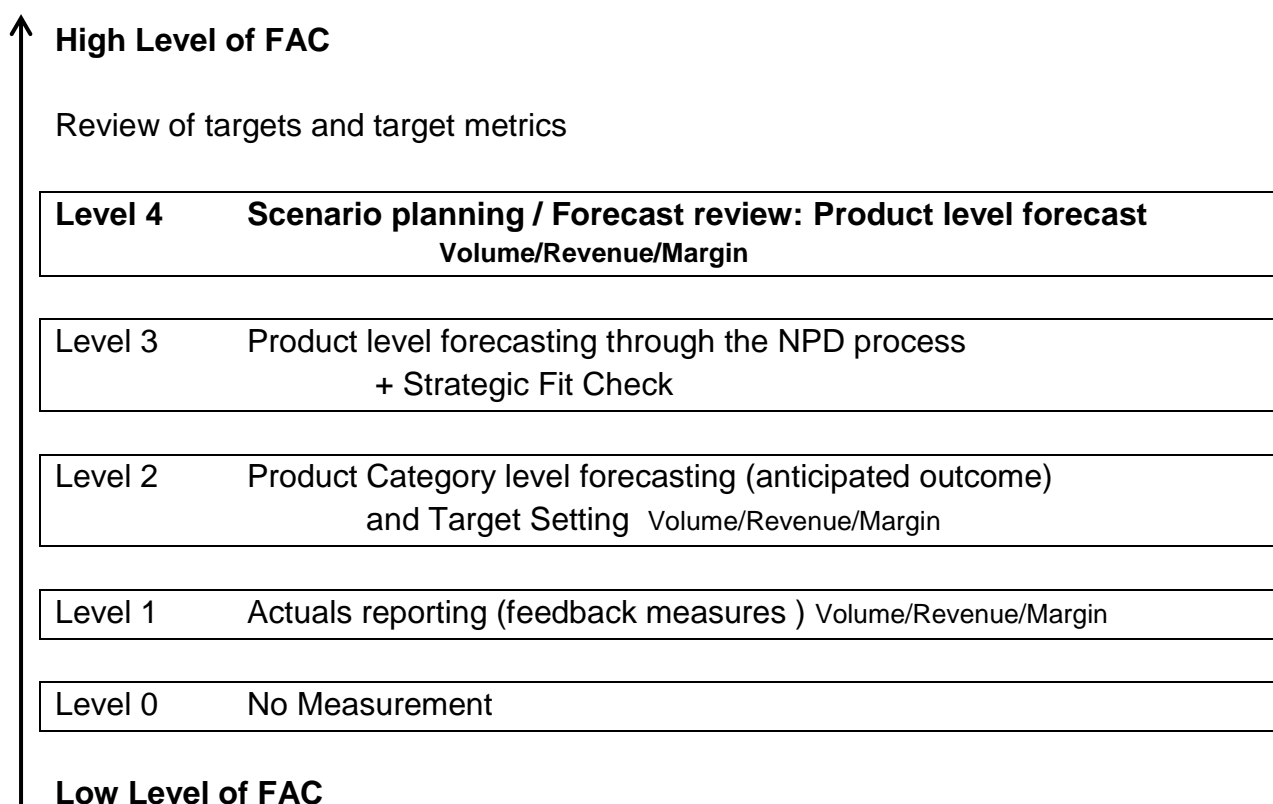 High Level of FAC
Review of targets and target metrics
Level 4 Scenario planning / Forecast review: Product level forecast
Volume/Revenue/Margin
Level 3 Product level forecasting through the NPD process
+ Strategic Fit Check
Level 2 Product Category level forecasting (anticipated outcome)
and Target Setting Volume/Revenue/Margin
Level 1 Actuals reporting (feedback measures ) Volume/Revenue/Margin
Level 0 No Measurement
Low Level of FAC